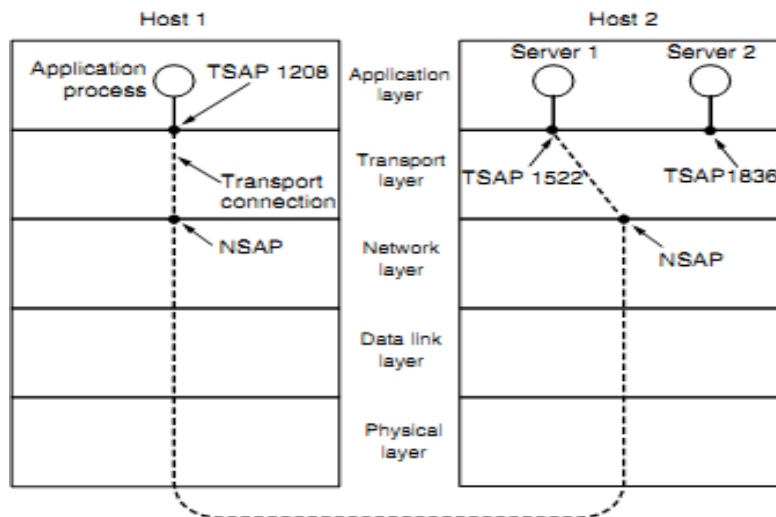 Host 1
Host 2
Application
process
TSAP 1208
Application
layer
Server 1
Server 2
Transport
connection
Transport
layer
TSAP 1522
TSAP1836
NSAP
Network
layer
NSAP
Data link
layer
Physical
layer